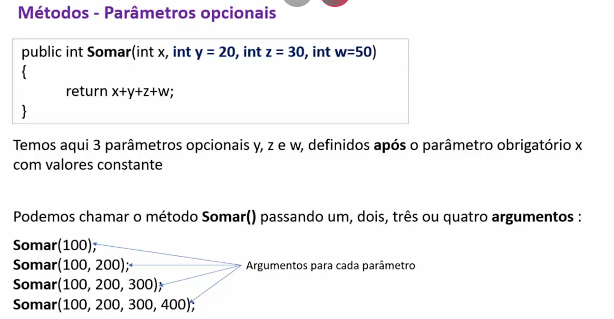 Métodos - Parâmetros opcionais
public int Somar(int x, int y = 20, int z = 30, int w=50)
{
return x+y+z+w;
}
Temos aqui 3 parâmetros opcionais y, z e w, definidos após o parâmetro obrigatório x
com valores constante
Podemos chamar o método Somar() passando um, dois, três ou quatro argumentos :
Somar(100);
Somar(100, 200);
Argumentos para cada parâmetro
Somar(100, 200, 300);
Somar(100, 200, 300, 400);